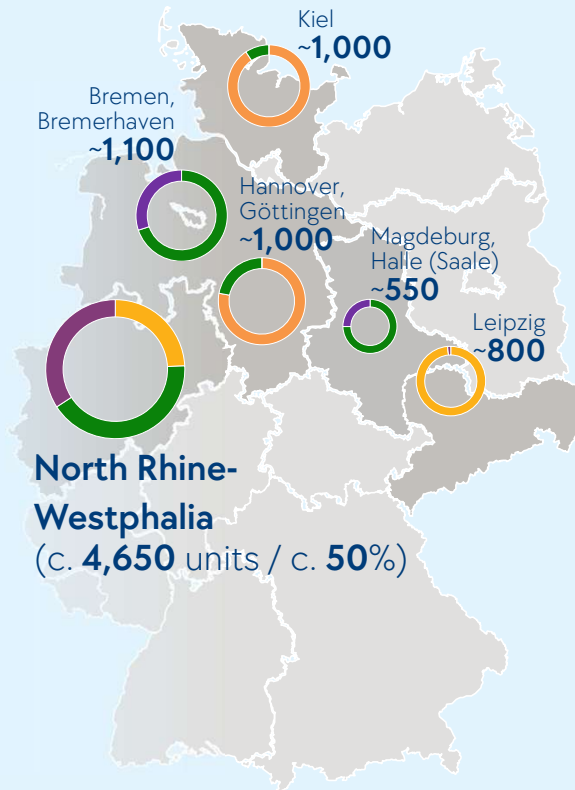 Kiel
~1,000
Bremen,
Bremerhaven
~1,100
Hannover,
Göttingen
~1,000
Magdeburg,
Halle (Saale)
~550
Leipzig
~800
North Rhine-
Westphalia
(c. 4,650 units / c. 50%)